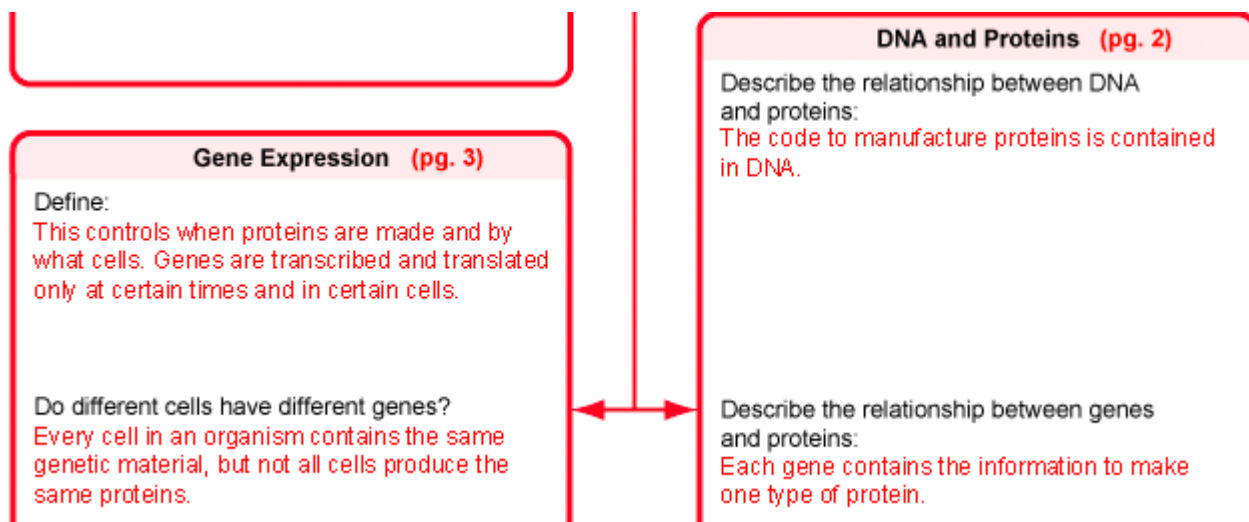 DNA and Proteins (pg. 2)
Describe the relationship between DNA
and proteins:
The code to manufacture proteins is contained
in DNA.
Describe the relationship between genes
and proteins:
Each gene contains the information to make
one type of protein.
Gene Expression (pg. 3)
Define:
This controls when proteins are made and by
what cells. Genes are transcribed and translated
only at certain times and in certain cells.
Do different cells have different genes?
Every cell in an organism contains the same
genetic material, but not all cells produce the
same proteins.